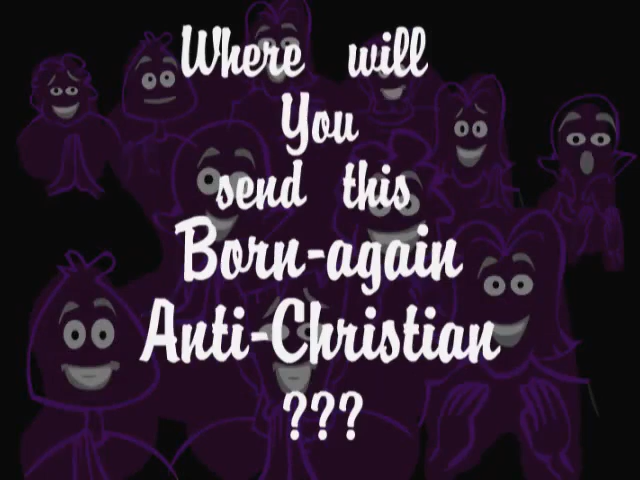 Where will
You
send this
Born-again
Anti-Christian
???